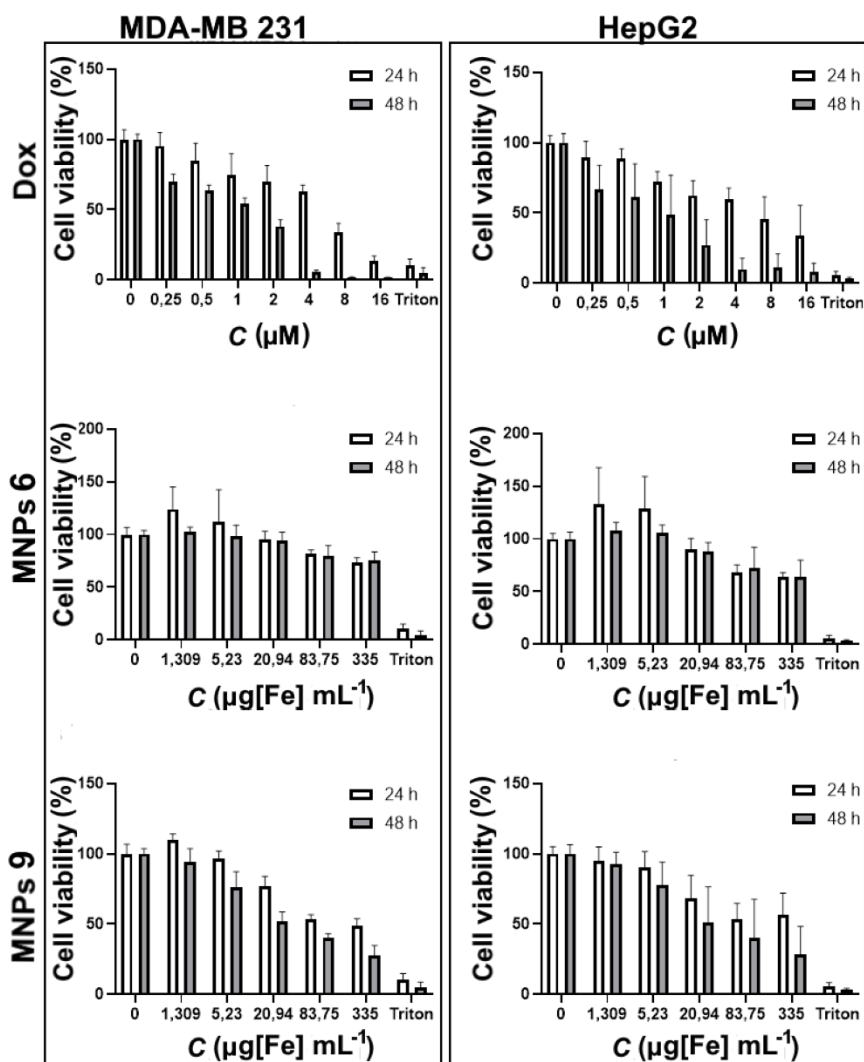 MDA-MB 231
HepG2
Dox
Cell viability (%)
150
100
50
0
24 h
48 h
0 0,25 0,5 1 2 4 8 16 Triton
C (µM)
Cell viability (%)
150
100
50
0
24 h
48 h
0 0,25 0,5 1 2 4 8 16 Triton
C (µM)
MNPs 6
Cell viability (%)
200
150
100
50
0
24 h
48 h
0 1,309 5,23 20,94 83,75 335 Triton
C (µg[Fe] mL⁻¹)
Cell viability (%)
200
150
100
50
0
24 h
48 h
0 1,309 5,23 20,94 83,75 335 Triton
C (µg[Fe] mL⁻¹)
MNPs 9
Cell viability (%)
150
100
50
0
24 h
48 h
0 1,309 5,23 20,94 83,75 335 Triton
C (µg[Fe] mL⁻¹)
Cell viability (%)
150
100
50
0
24 h
48 h
0 1,309 5,23 20,94 83,75 335 Triton
C (µg[Fe] mL⁻¹)